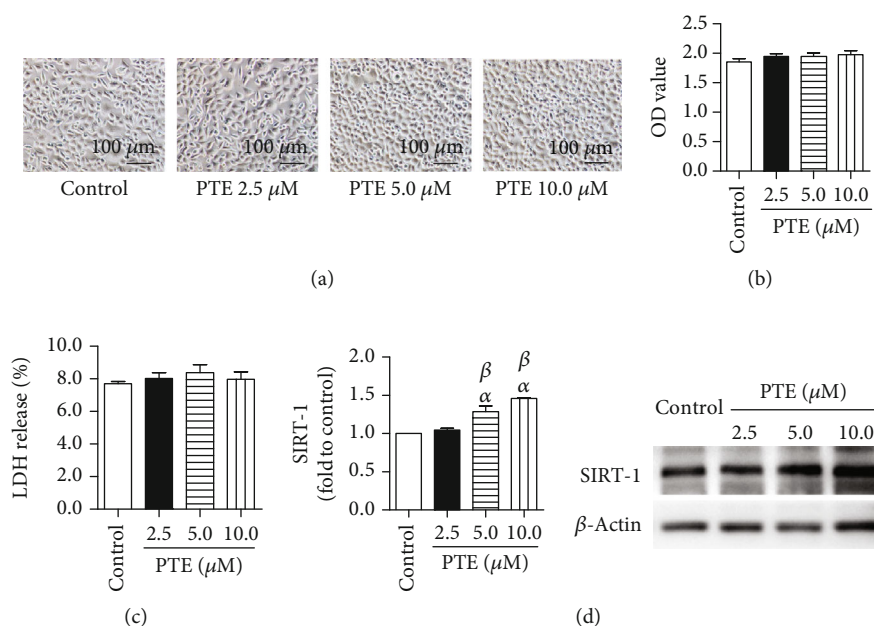 100 μm
100 μm
100 μm
100 μm
Control
PTE 2.5 μM
PTE 5.0 μM
PTE 10.0 μM
(a)
OD value
2.5
2.0
1.5
1.0
0.5
0.0
Control
2.5 5.0 10.0
PTE (μM)
(b)
LDH release (%)
10.0
8.0
6.0
4.0
2.0
0.0
Control
2.5 5.0 10.0
PTE (μM)
(c)
SIRT-1
(fold to control)
2.0
1.5
1.0
0.5
0.0
β
α
β
α
Control
2.5 5.0 10.0
PTE (μM)
Control
PTE (μM)
2.5 5.0 10.0
SIRT-1
β-Actin
(d)